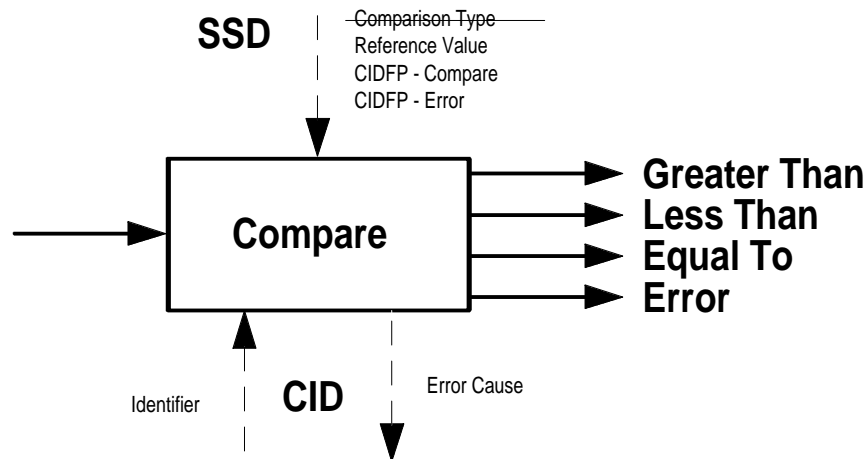 SSD
Comparison Type
Reference Value
CIDFP - Compare
CIDFP - Error
Compare
Greater Than
Less Than
Equal To
Error
Identifier
CID
Error Cause